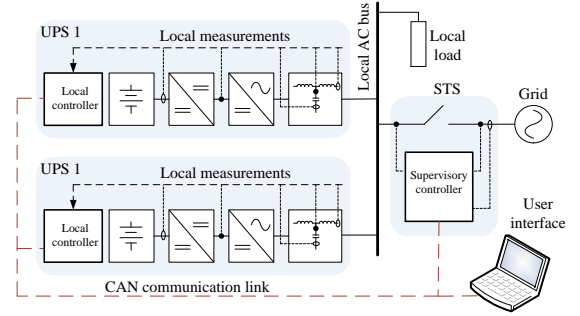 UPS 1
Local measurements
Local
controller
Local AC bus
Local
load
STS
Grid
Supervisory
controller
User
interface
UPS 1
Local measurements
Local
controller
CAN communication link